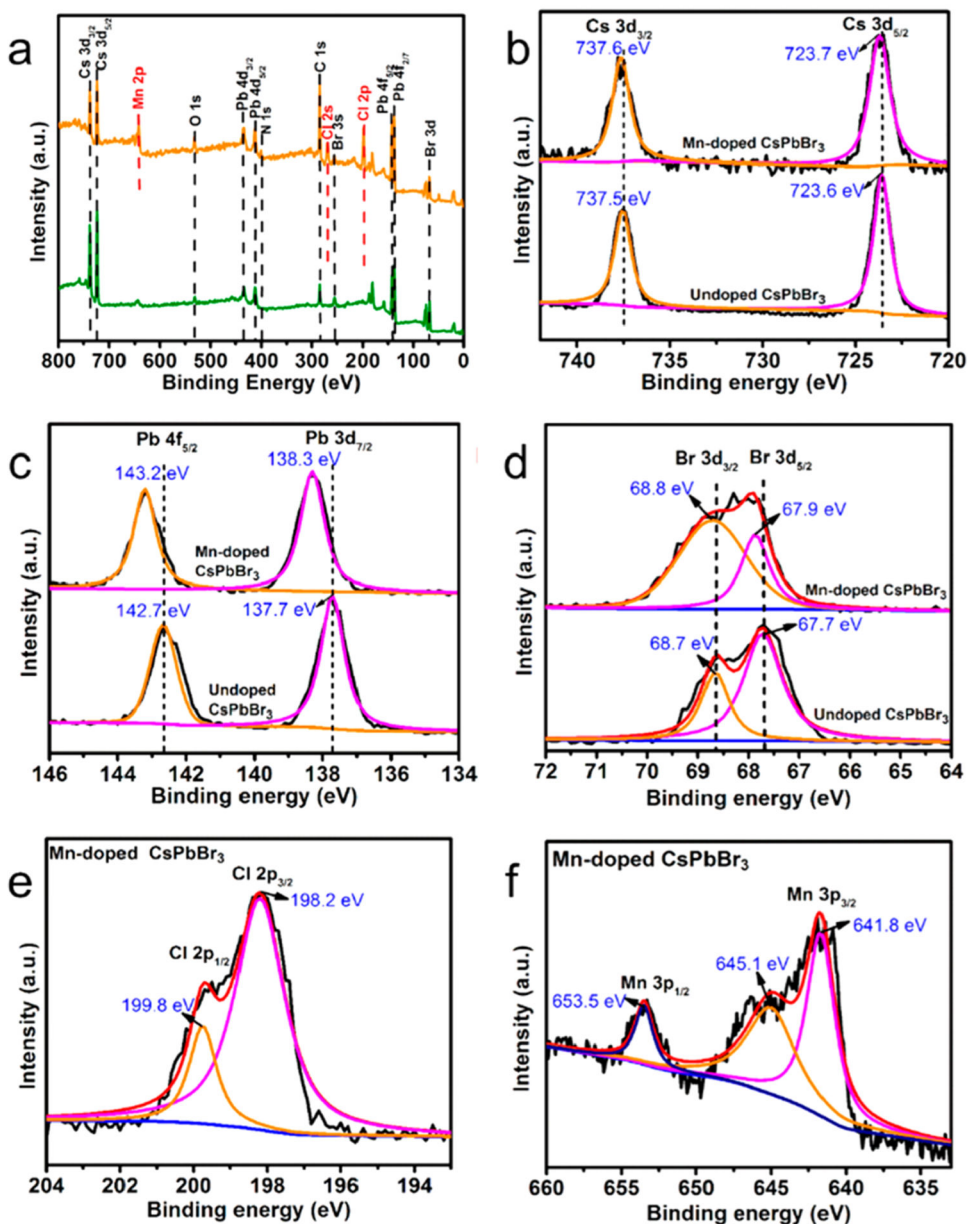 a
Cs 3d3/2
Cs 3d5/2
Mn 2p
O 1s
Pb 4d3/2
Pb 4d5/2
N 1s
C 1s
Cl 2s
Br 3s
Cl 2p
Pb 4f5/2
Pb 4f2/7
Br 3d
Intensity (a.u.)
800 700 600 500 400 300 200 100 0
Binding Energy (eV)
b
Cs 3d3/2
Cs 3d5/2
737.6 eV
723.7 eV
Mn-doped CsPbBr3
737.5 eV
723.6 eV
Undoped CsPbBr3
Intensity (a.u.)
740 735 730 725 720
Binding energy (eV)
c
Pb 4f5/2
Pb 3d7/2
143.2 eV
138.3 eV
Mn-doped
CsPbBr3
142.7 eV
137.7 eV
Undoped
CsPbBr3
Intensity (a.u.)
146 144 142 140 138 136 134
Binding energy (eV)
d
Br 3d3/2
Br 3d5/2
68.8 eV
67.9 eV
Mn-doped CsPbBr3
68.7 eV
67.7 eV
Undoped CsPbBr3
Intensity (a.u.)
72 71 70 69 68 67 66 65 64
Binding energy (eV)
Mn-doped CsPbBr3
e
Cl 2p3/2
198.2 eV
Cl 2p1/2
199.8 eV
Intensity (a.u.)
204 202 200 198 196 194
Binding energy (eV)
Mn-doped CsPbBr3
f
Mn 3p3/2
641.8 eV
645.1 eV
Mn 3p1/2
653.5 eV
Intensity (a.u.)
660 655 650 645 640 635
Binding energy (eV)